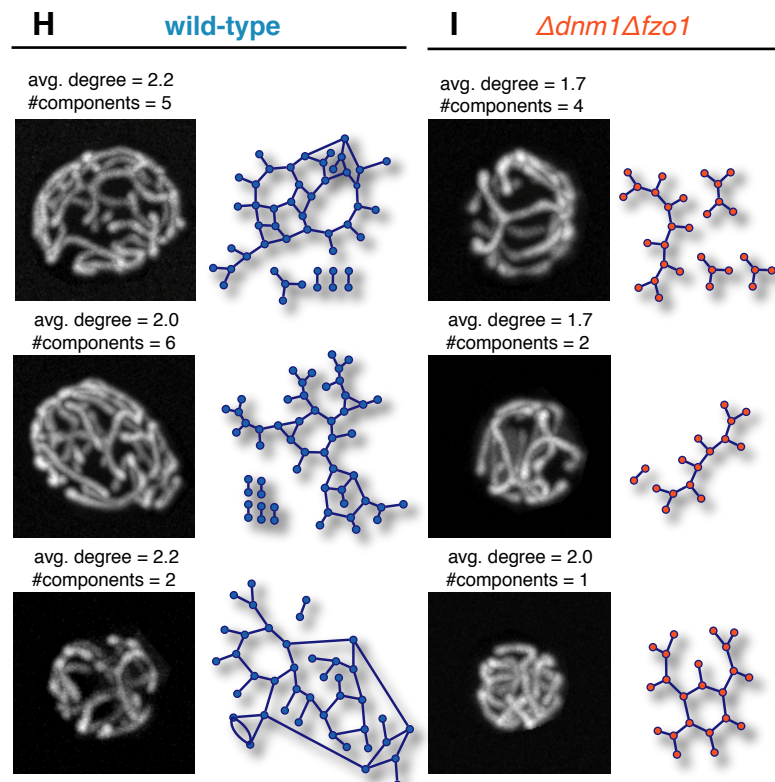 H wild-type
I Δdnm1Δfzo1
avg. degree = 2.2
#components = 5
avg. degree = 1.7
#components = 4
avg. degree = 2.0
#components = 6
avg. degree = 1.7
#components = 2
avg. degree = 2.2
#components = 2
avg. degree = 2.0
#components = 1